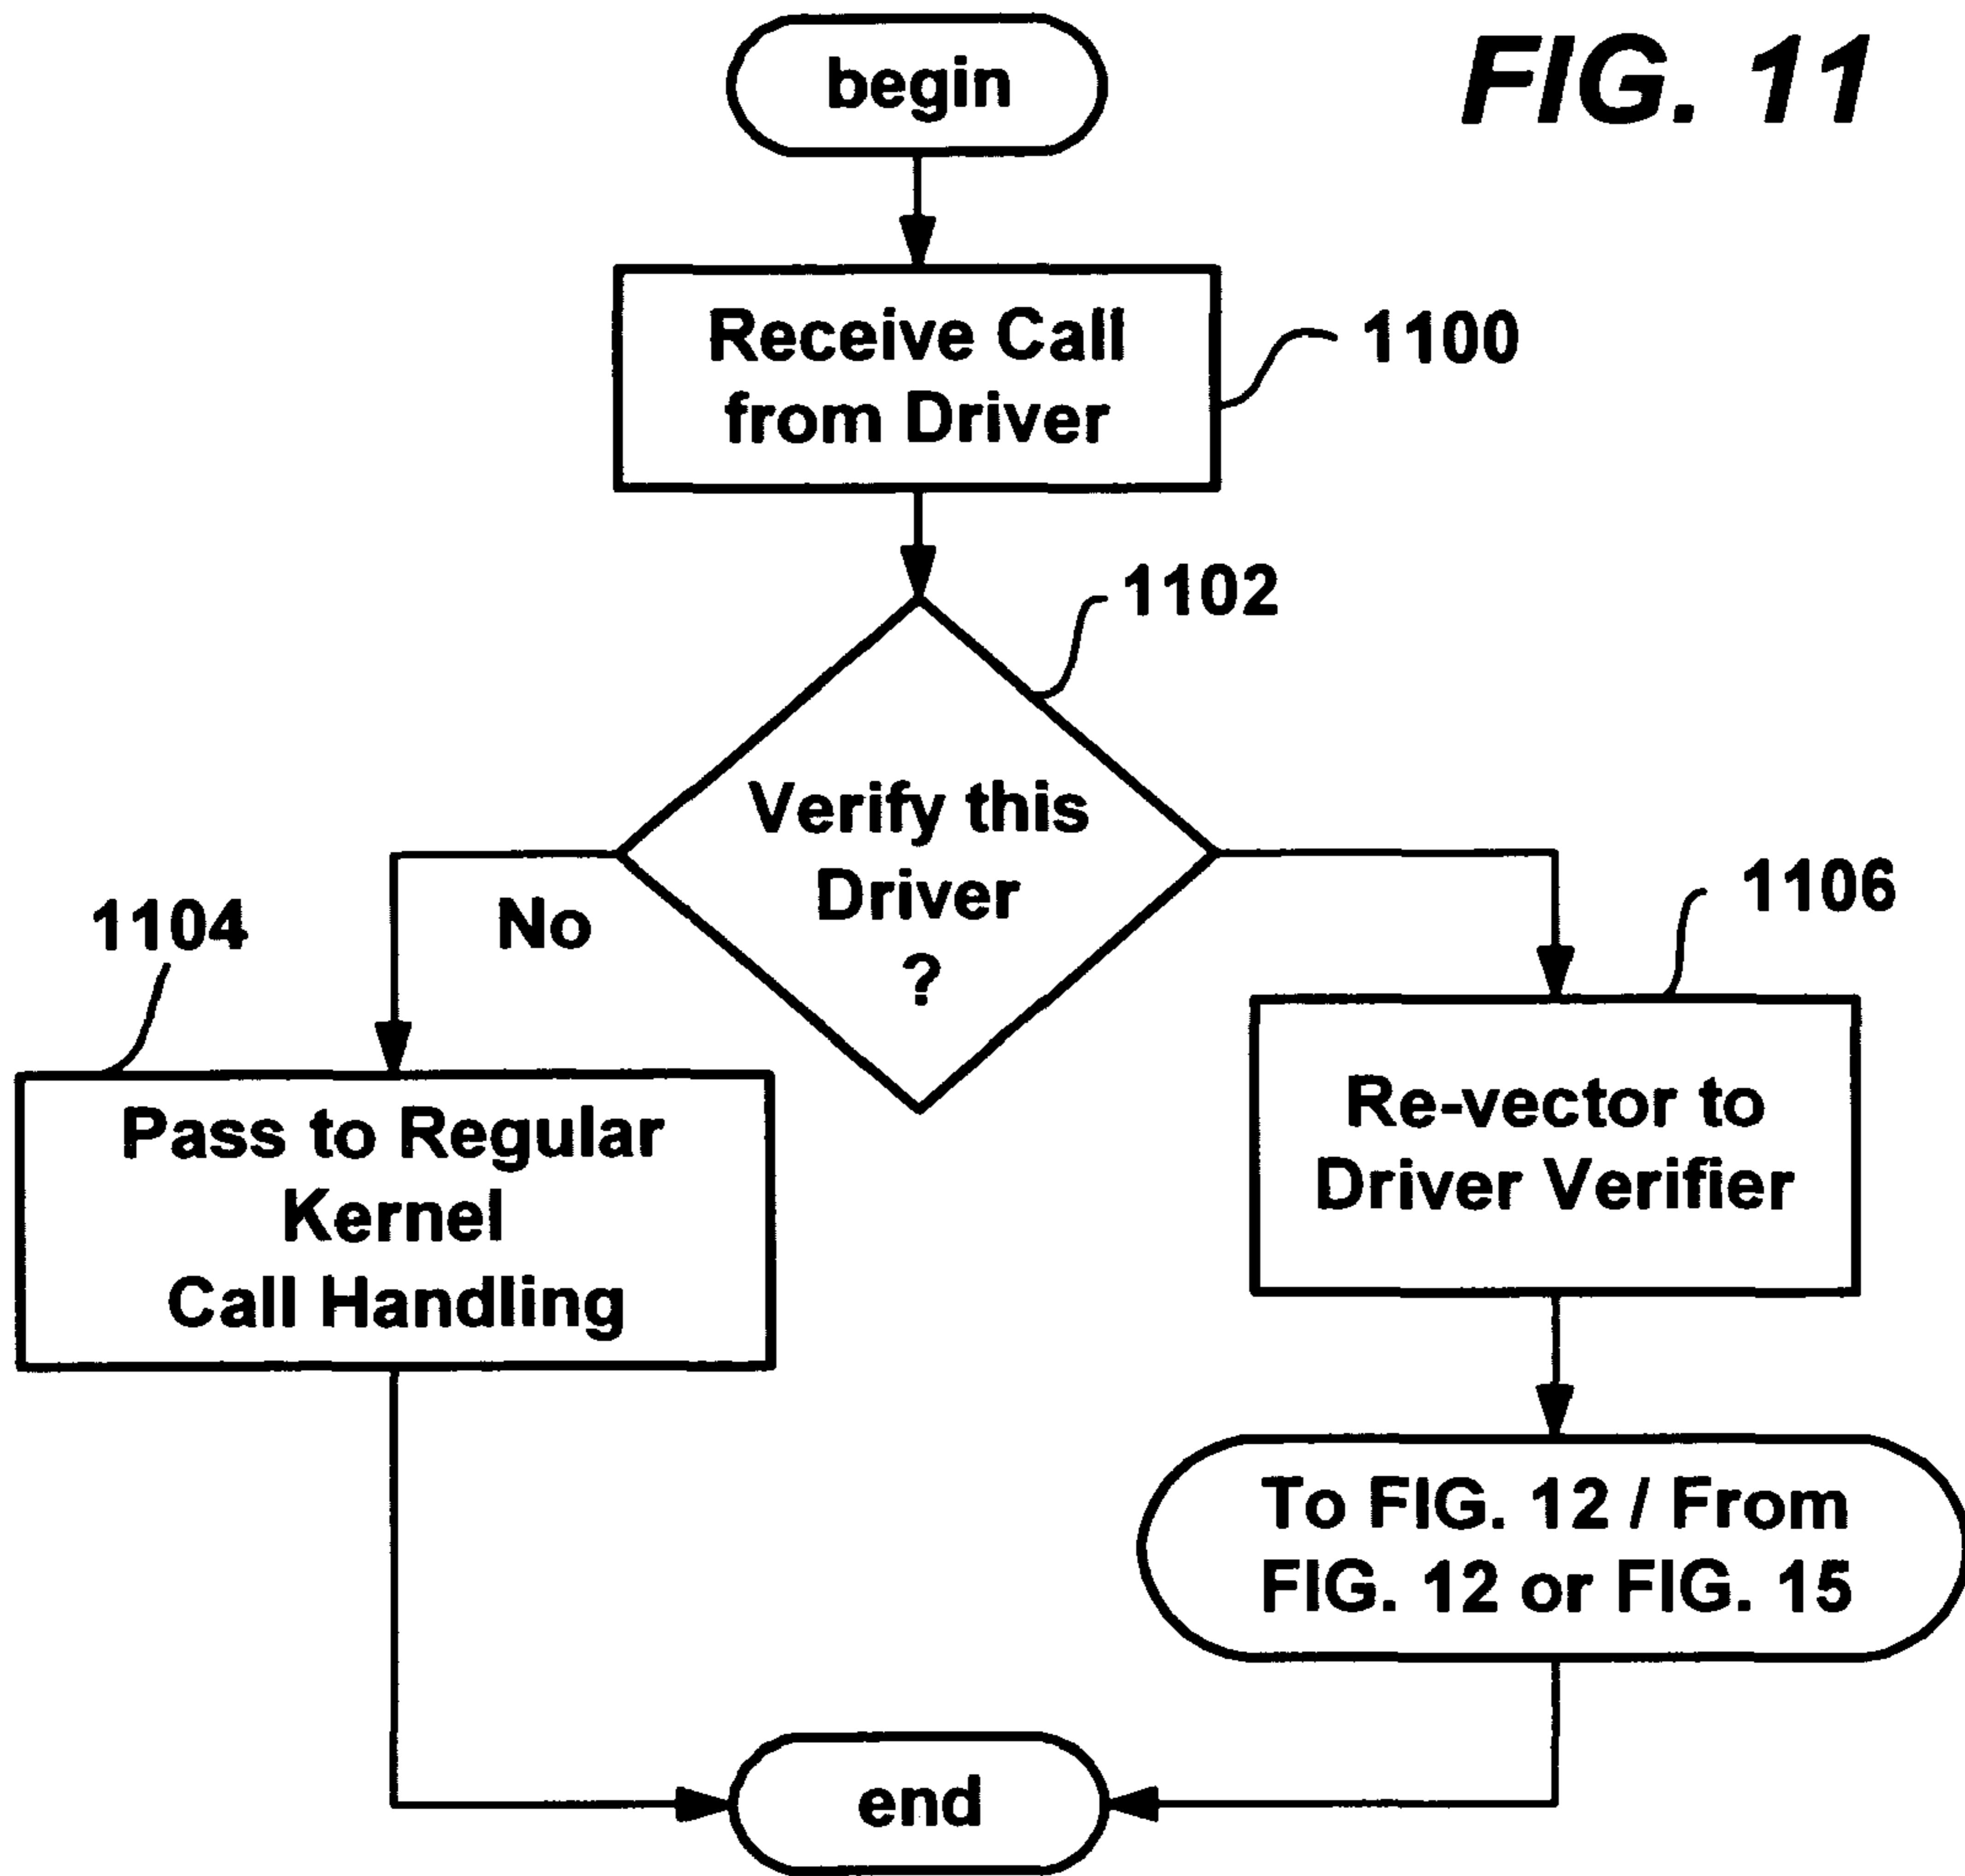 FIG. 11
begin
Receive Call
from Driver
1100
1102
Verify this
Driver
?
No
1104
1106
Pass to Regular
Kernel
Call Handling
Re-vector to
Driver Verifier
To FIG. 12 / From
FIG. 12 or FIG. 15
end